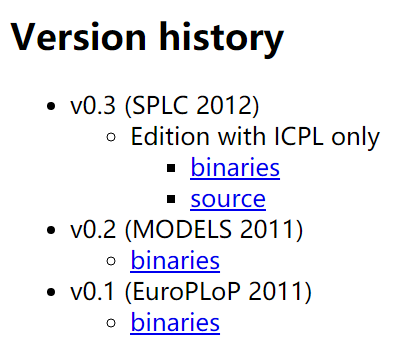 Version history
v0.3 (SPLC 2012)
Edition with ICPL only
binaries
source
v0.2 (MODELS 2011)
binaries
v0.1 (EuroPLoP 2011)
binaries